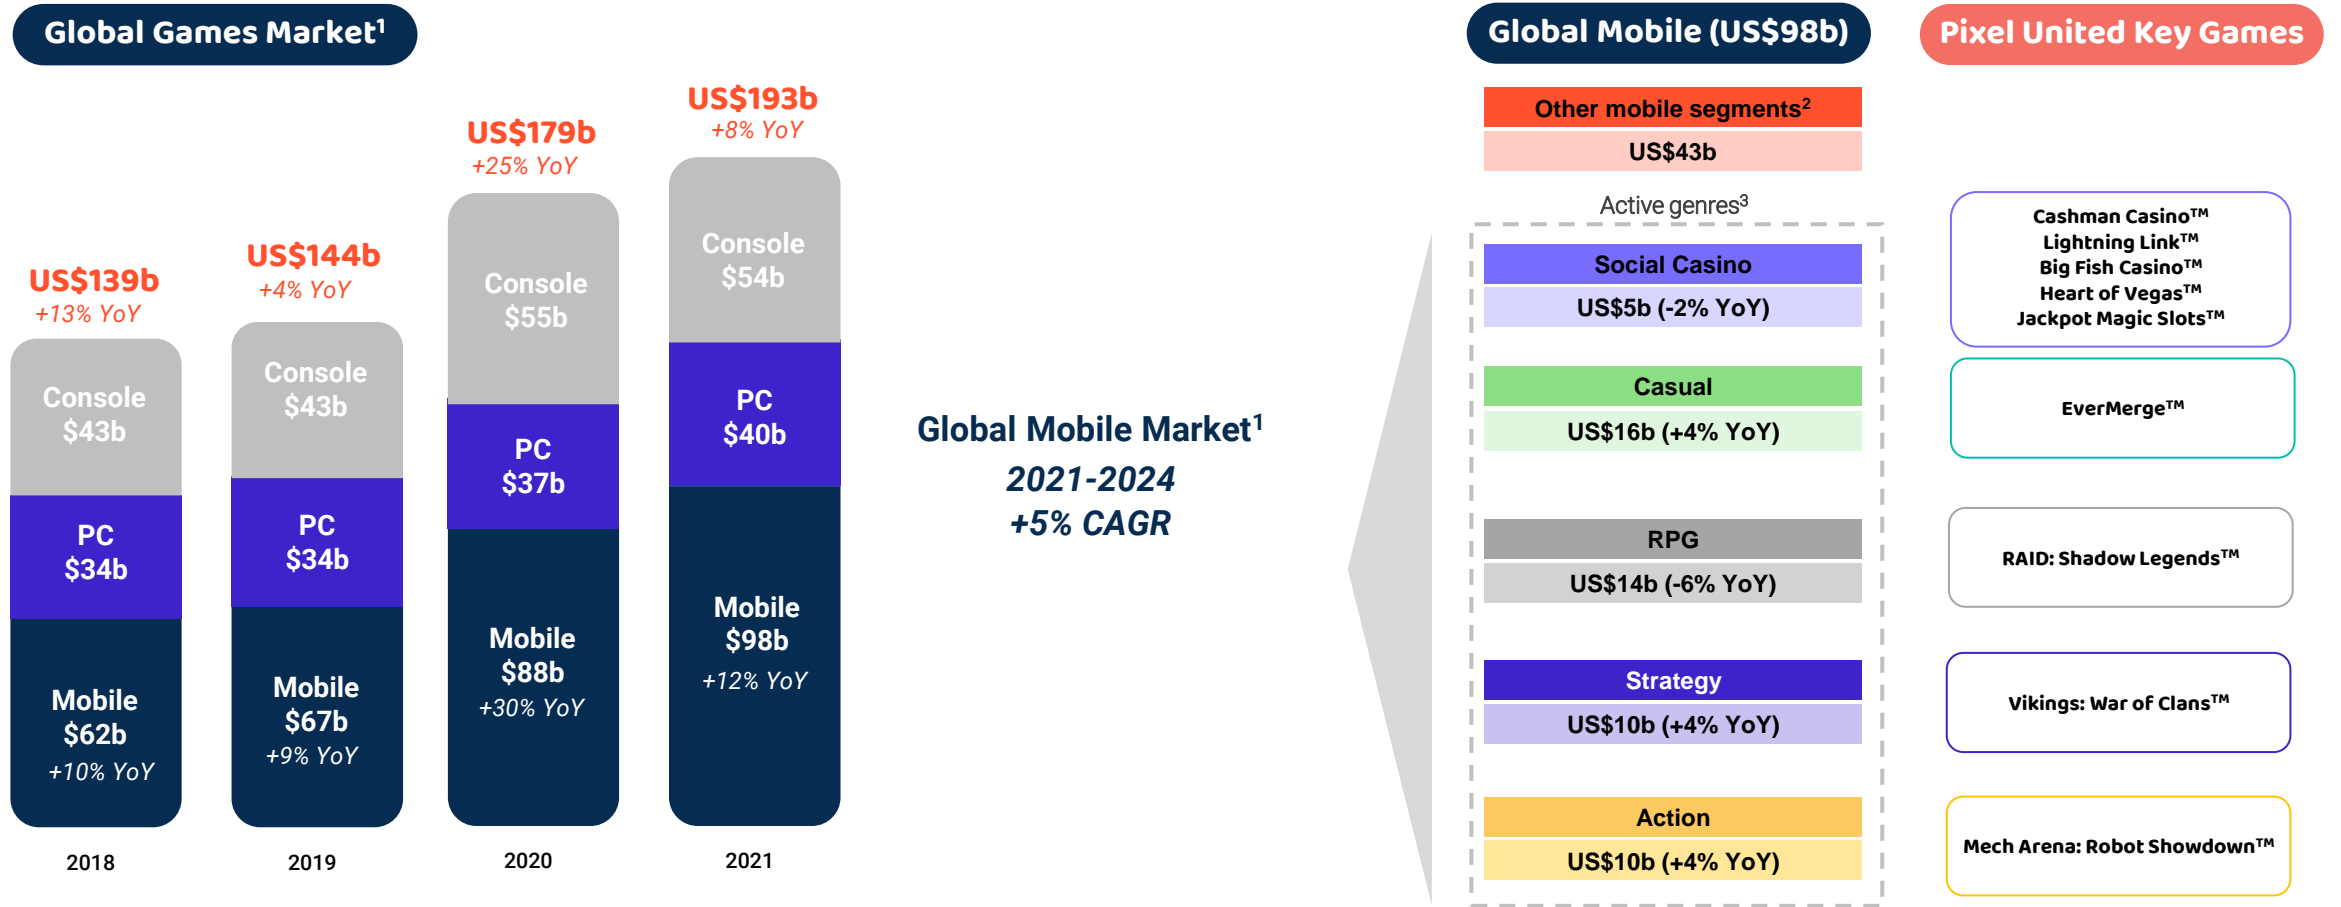 Global Games Market¹
US$139b
+13% YoY
Console
$43b
PC
$34b
Mobile
$62b
+10% YoY
2018
US$144b
+4% YoY
Console
$43b
PC
$34b
Mobile
$67b
+9% YoY
2019
US$179b
+25% YoY
Console
$55b
PC
$37b
Mobile
$88b
+30% YoY
2020
US$193b
+8% YoY
Console
$54b
PC
$40b
Mobile
$98b
+12% YoY
2021
Global Mobile Market¹
2021-2024
+5% CAGR
Global Mobile (US$98b)
Other mobile segments²
US$43b
Active genres³
Social Casino
US$5b (-2% YoY)
Casual
US$16b (+4% YoY)
RPG
US$14b (-6% YoY)
Strategy
US$10b (+4% YoY)
Action
US$10b (+4% YoY)
Pixel United Key Games
Cashman Casino™
Lightning Link™
Big Fish Casino™
Heart of Vegas™
Jackpot Magic Slots™
EverMerge™
RAID: Shadow Legends™
Vikings: War of Clans™
Mech Arena: Robot Showdown™